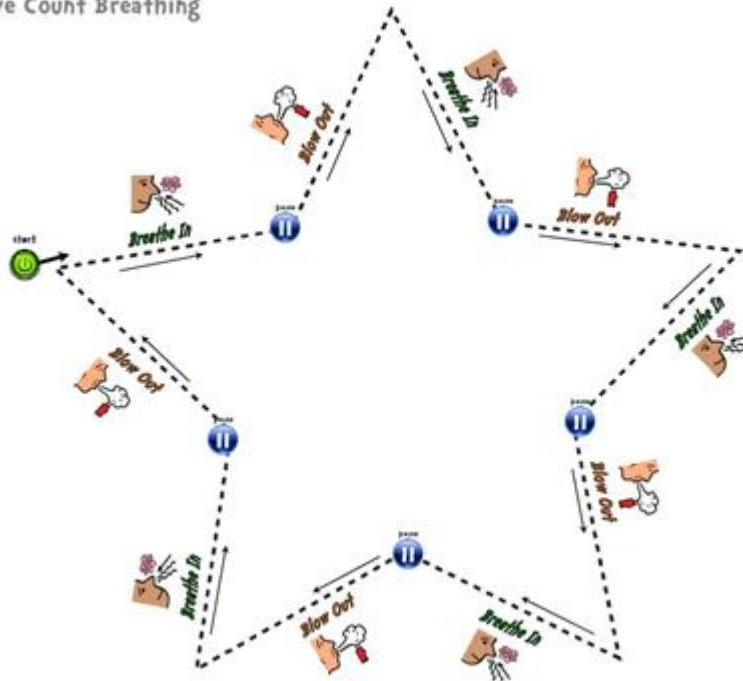 ve Count Breathing
start
Breathe In
pause
Blow Out
Breathe In
pause
Blow Out
Breathe In
pause
Blow Out
Breathe In
pause
Blow Out
Breathe In
pause
Blow Out